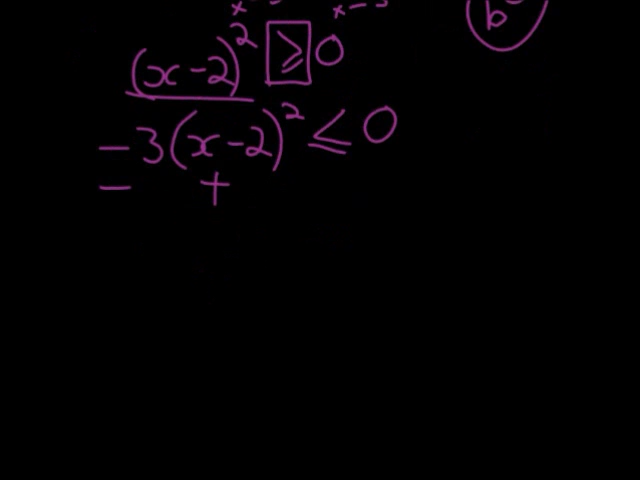 (x-2)² ≥ 0
-3(x-2)² ≤ 0
- +